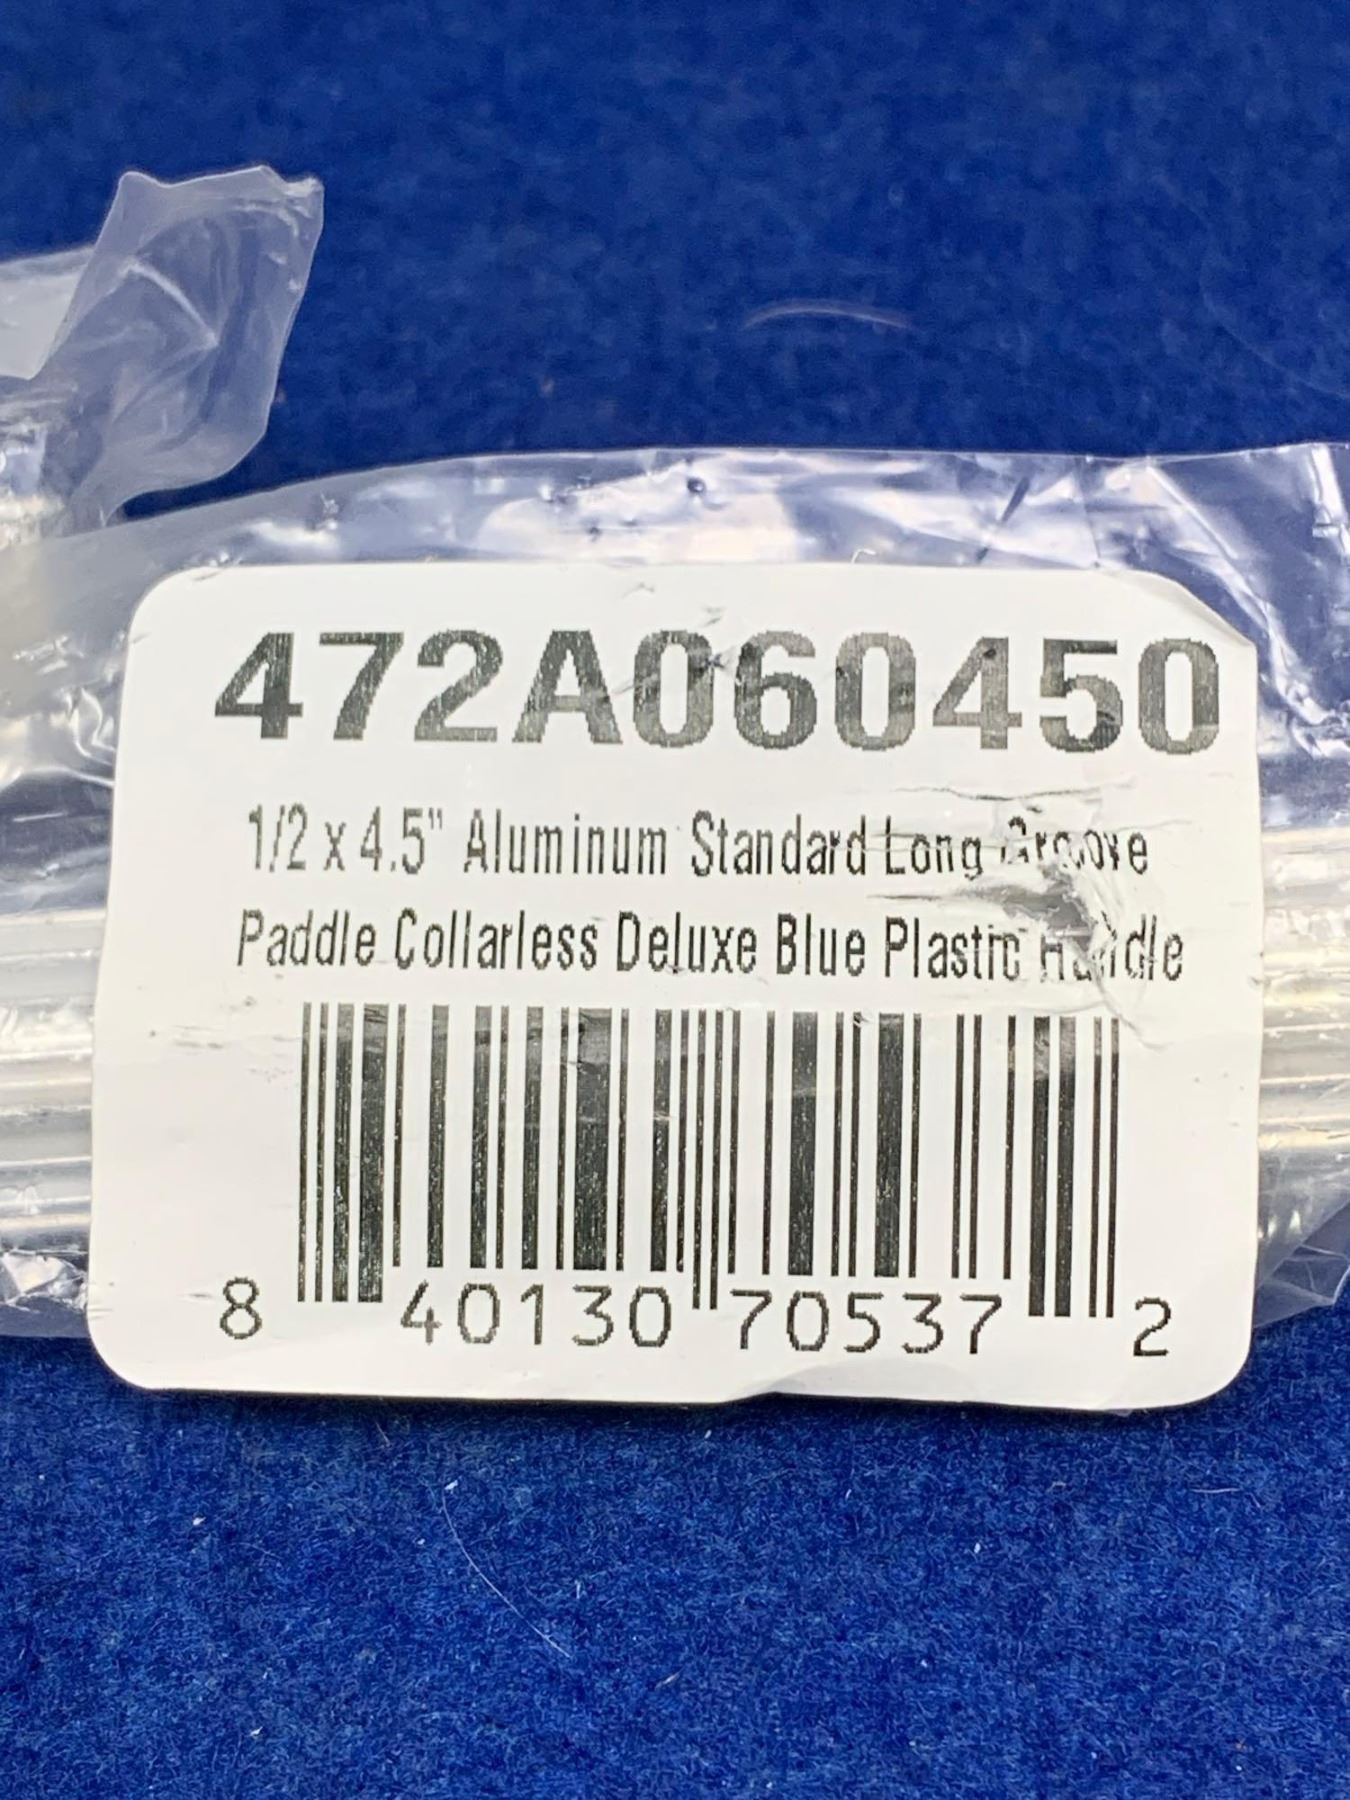 472A060450
1/2 x 4.5" Aluminum Standard Long Groove
Paddle Collarless Deluxe Blue Plastic Handle
8 40130 70537 2